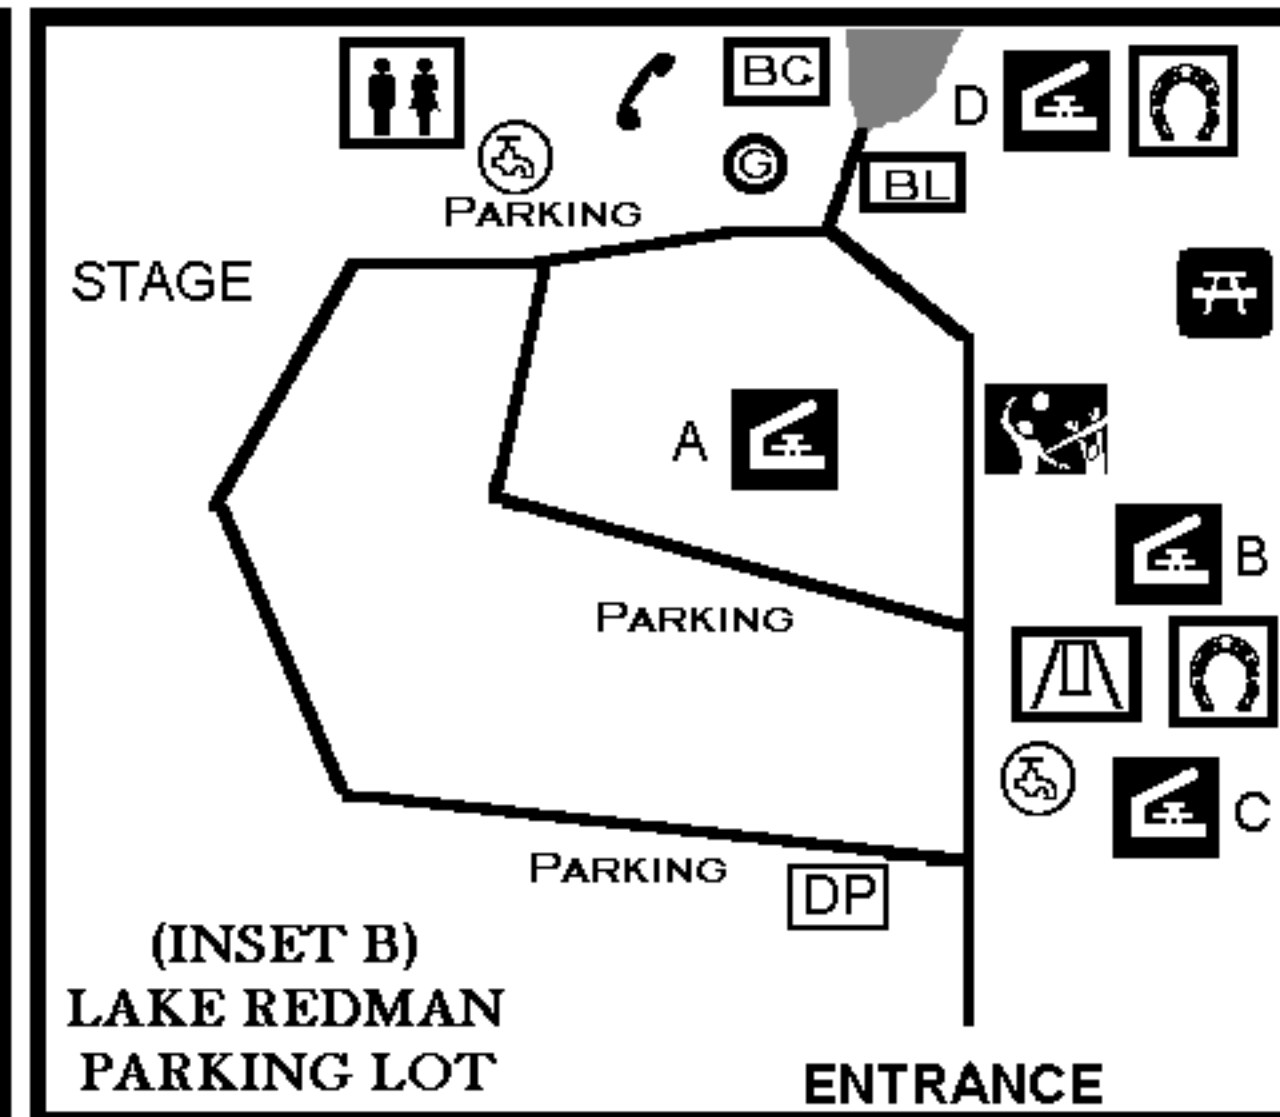 BC
D
G
BL
PARKING
STAGE
A
B
PARKING
C
PARKING
DP
(INSET B)
LAKE REDMAN
PARKING LOT
ENTRANCE